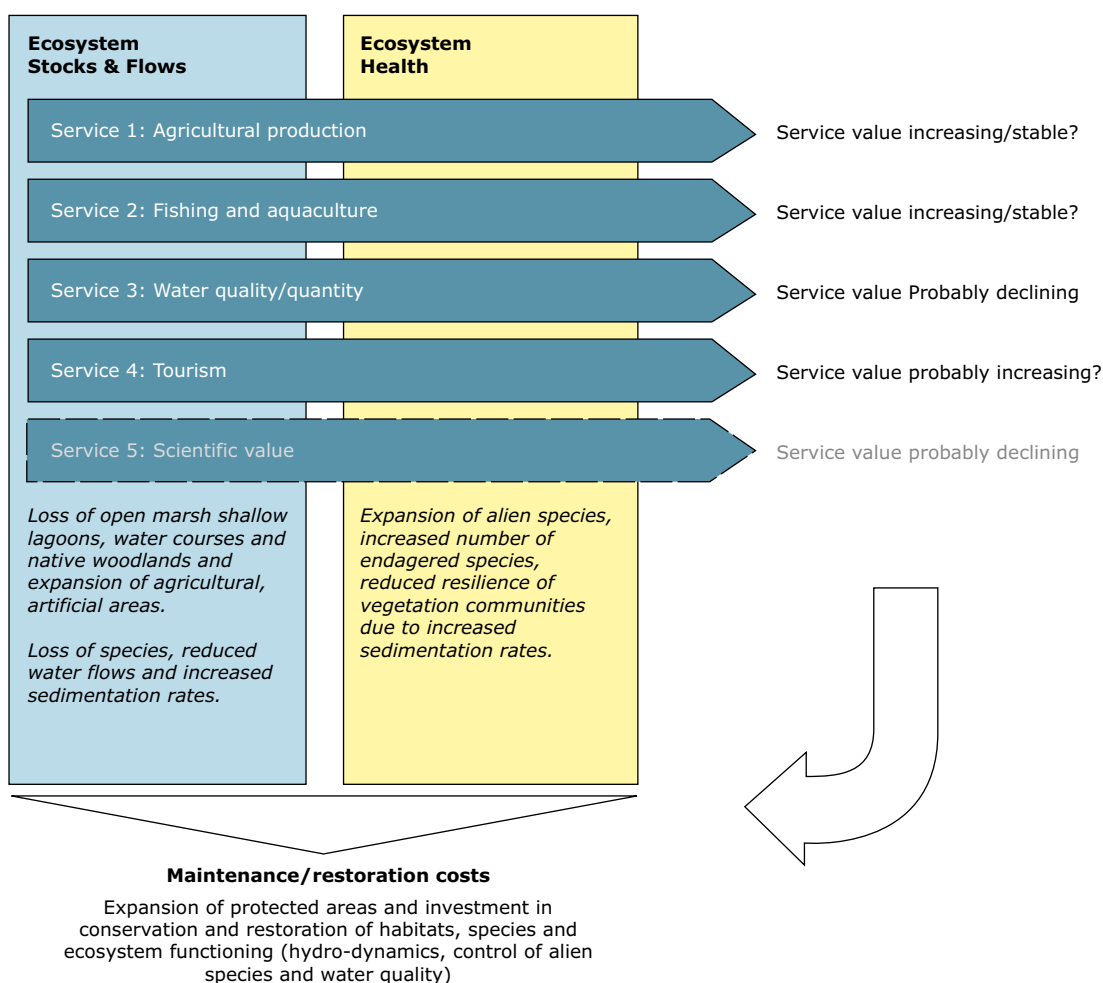 Ecosystem
Stocks & Flows
Ecosystem
Health
Service 1: Agricultural production
Service value increasing/stable?
Service 2: Fishing and aquaculture
Service value increasing/stable?
Service 3: Water quality/quantity
Service value Probably declining
Service 4: Tourism
Service value probably increasing?
Service 5: Scientific value
Service value probably declining
Loss of open marsh shallow
lagoons, water courses and
native woodlands and
expansion of agricultural,
artificial areas.
Loss of species, reduced
water flows and increased
sedimentation rates.
Expansion of alien species,
increased number of
endagered species,
reduced resilience of
vegetation communities
due to increased
sedimentation rates.
Maintenance/restoration costs
Expansion of protected areas and investment in
conservation and restoration of habitats, species and
ecosystem functioning (hydro-dynamics, control of alien
species and water quality)